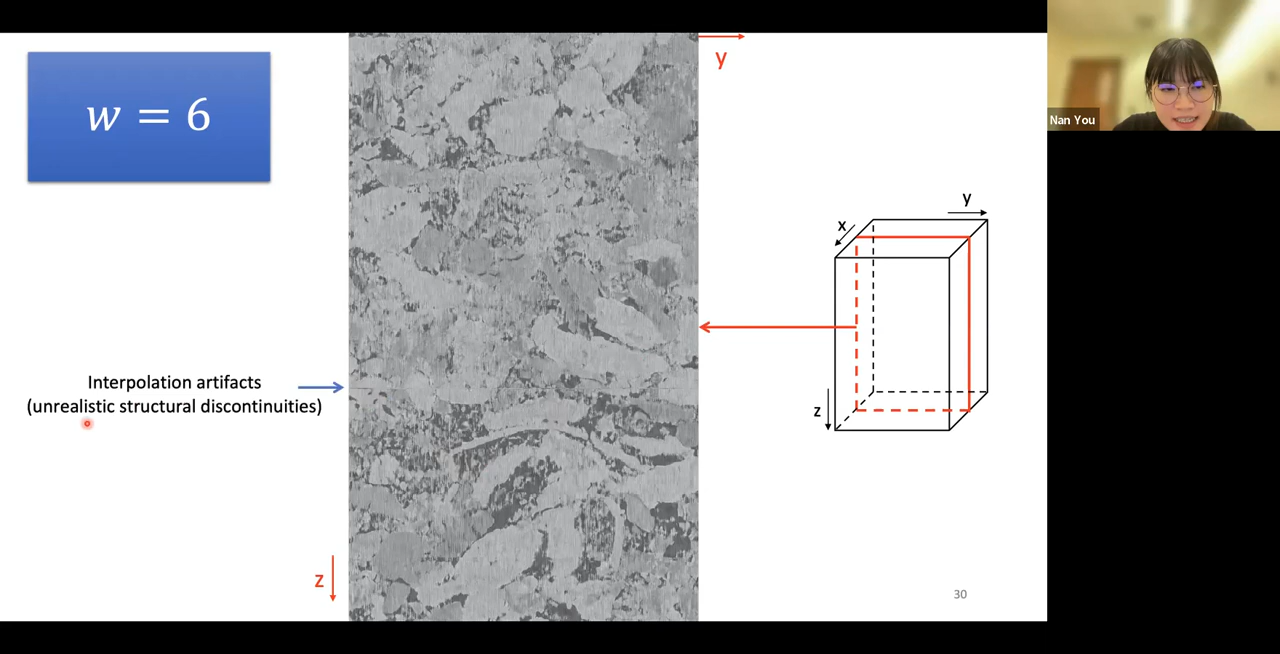 w = 6
y
Nan You
y
x
Interpolation artifacts
(unrealistic structural discontinuities)
z
z
30